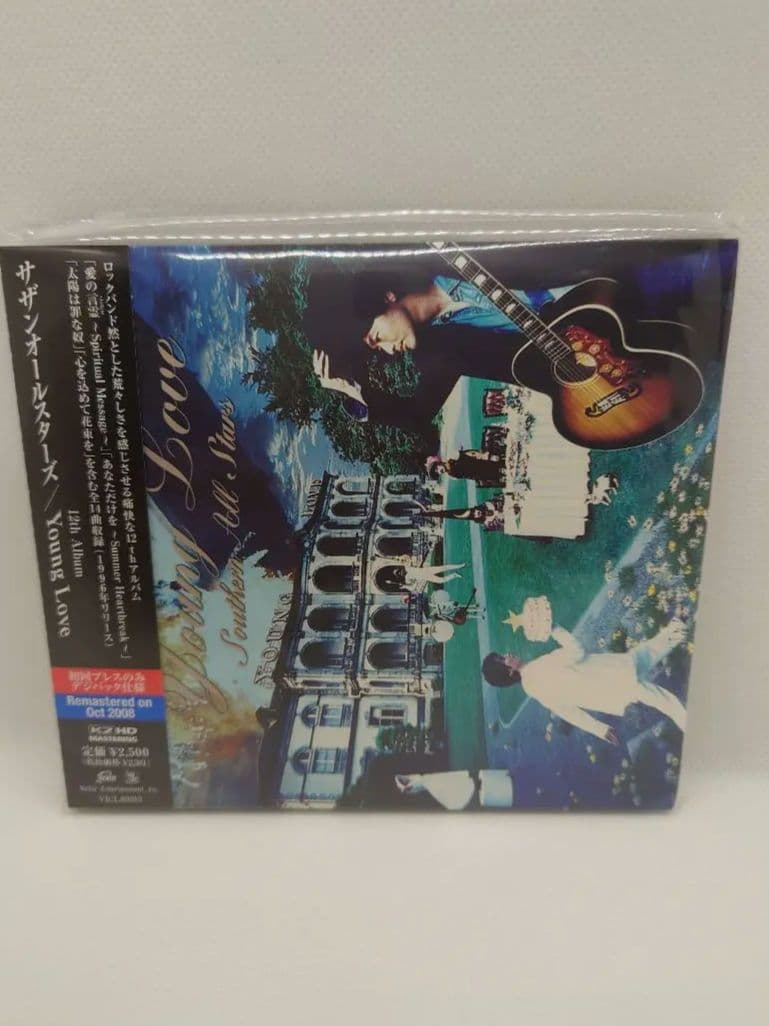 サザンオールスターズ／Young Love
12th Album
ロックバンド然とした荒々しさを感じさせる痛快な12thアルバム
「愛の言霊 ～Spiritual Message～」「あなただけを ～Summer Heartbreak～」
「太陽は罪な奴」「心を込めて花束を」を含む全14曲収録（1996年リリース）
初回プレスのみ
デジパック仕様
Remastered on
Oct 2008
K2 HD
MASTERING
定価 ¥2,500
Victor Entertainment, Inc.
Young Love
Southern All Stars
YOUNG